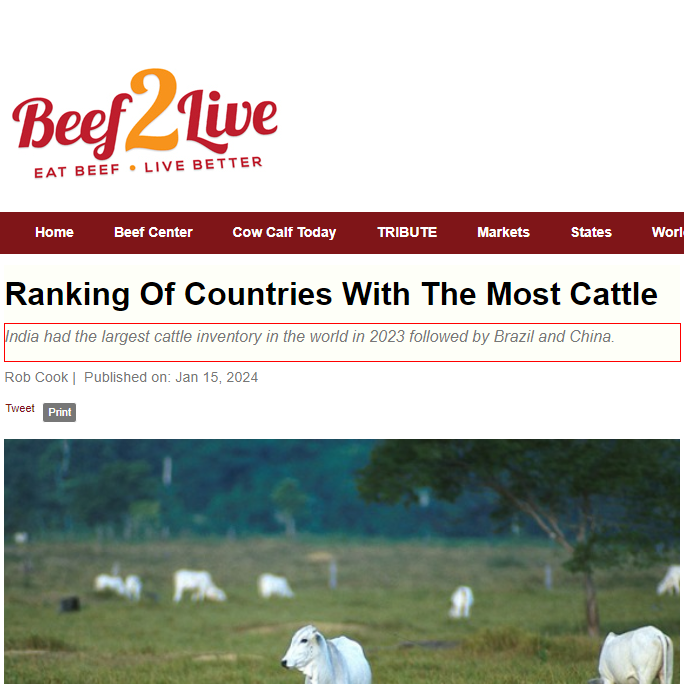 Beef2Live
EAT BEEF • LIVE BETTER
Home Beef Center Cow Calf Today TRIBUTE Markets States
Ranking Of Countries With The Most Cattle
India had the largest cattle inventory in the world in 2023 followed by Brazil and China.
Rob Cook | Published on: Jan 15, 2024
Tweet Print